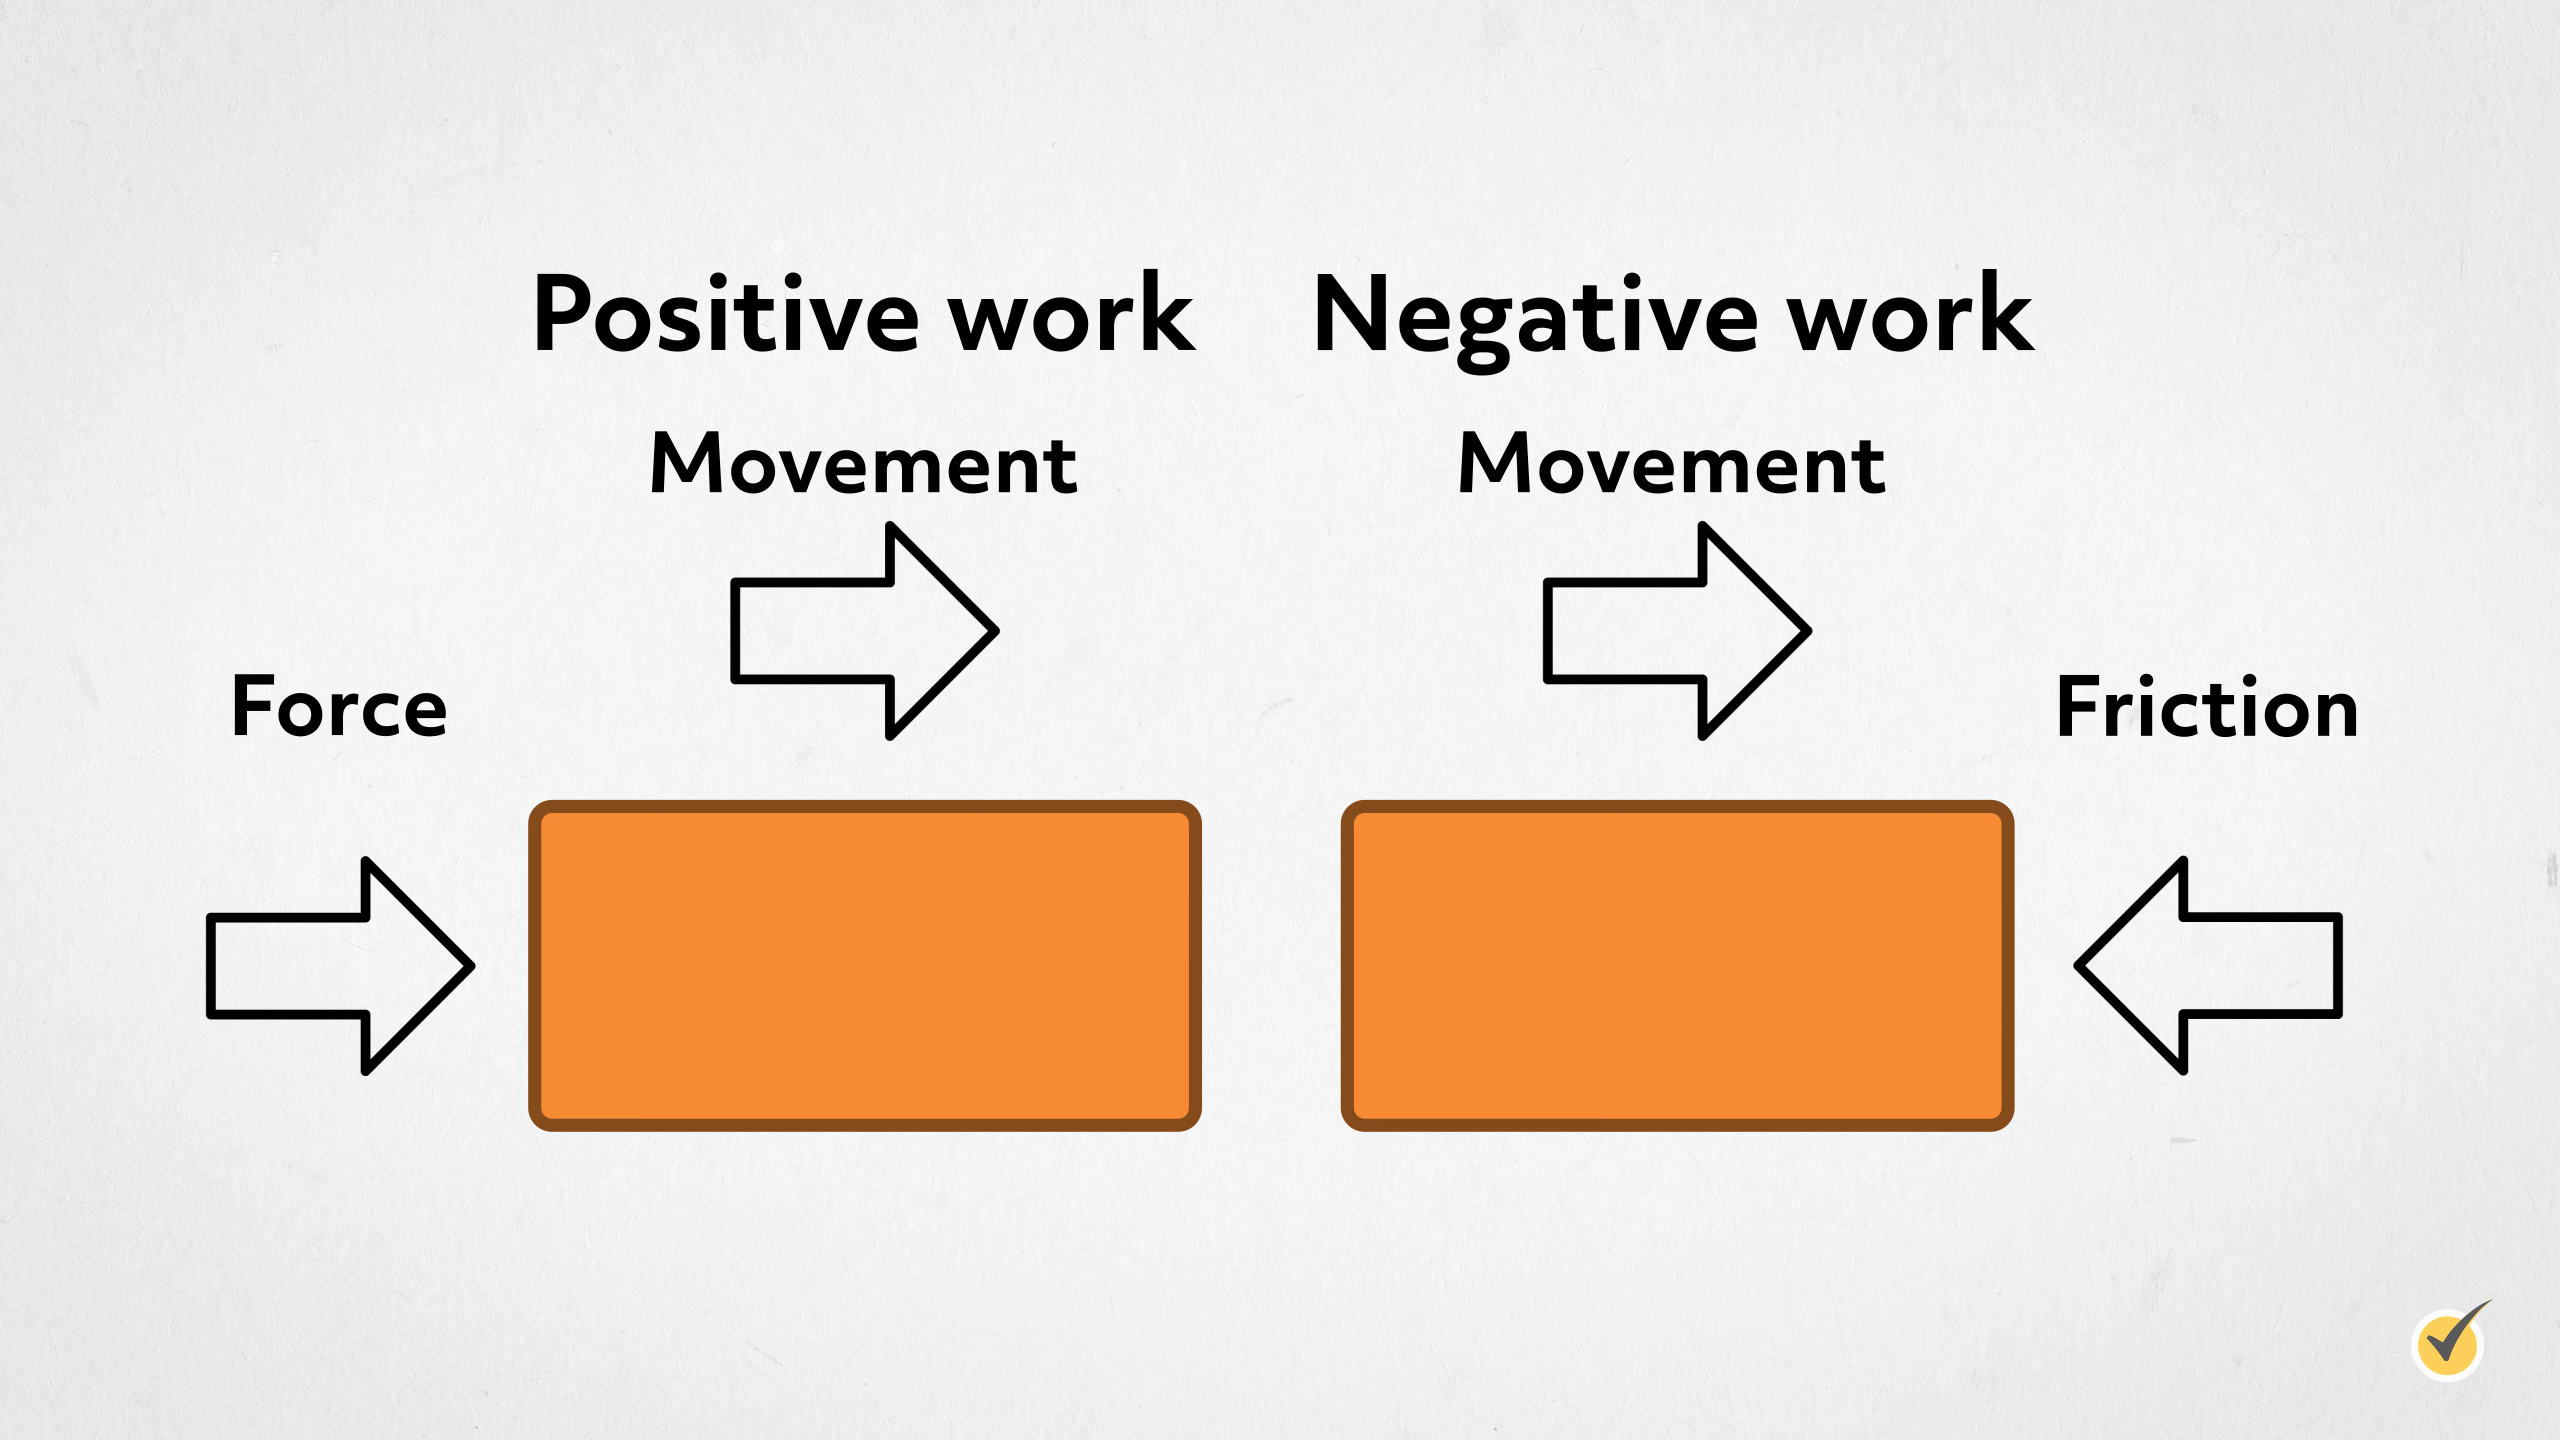 Positive work
Negative work
Movement
Movement
Force
Friction